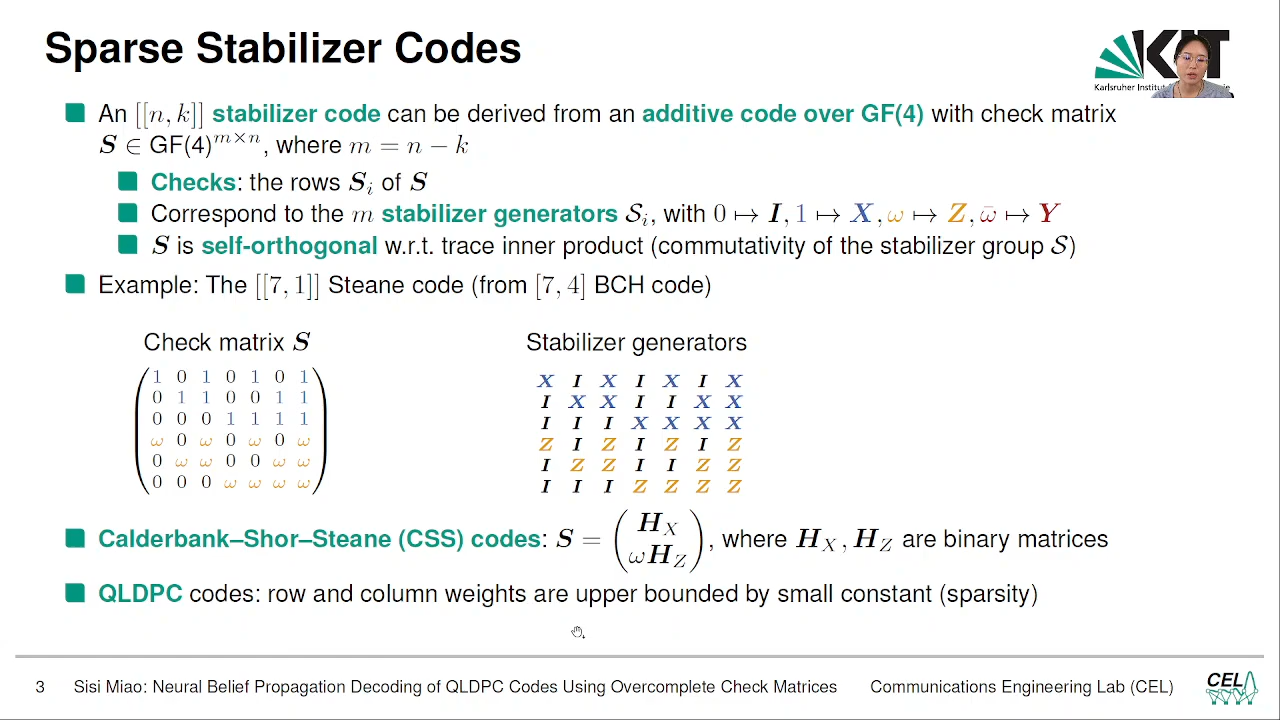 Sparse Stabilizer Codes
KIT
Karlsruher Instit
An [[n, k]] stabilizer code can be derived from an additive code over GF(4) with check matrix
S ∈ GF(4)^{m×n}, where m = n − k
Checks: the rows S_i of S
Correspond to the m stabilizer generators 𝒮_i, with 0 ↦ I, 1 ↦ X, ω ↦ Z, ω̄ ↦ Y
S is self-orthogonal w.r.t. trace inner product (commutativity of the stabilizer group 𝒮)
Example: The [[7, 1]] Steane code (from [7, 4] BCH code)
Check matrix S
1 0 1 0 1 0 1
0 1 1 0 0 1 1
0 0 0 1 1 1 1
ω 0 ω 0 ω 0 ω
0 ω ω 0 0 ω ω
0 0 0 ω ω ω ω
Stabilizer generators
X I X I X I X
I X X I I X X
I I I X X X X
Z I Z I Z I Z
I Z Z I I Z Z
I I I Z Z Z Z
Calderbank–Shor–Steane (CSS) codes: S = (H_X ωH_Z), where H_X, H_Z are binary matrices
QLDPC codes: row and column weights are upper bounded by small constant (sparsity)
3 Sisi Miao: Neural Belief Propagation Decoding of QLDPC Codes Using Overcomplete Check Matrices Communications Engineering Lab (CEL)
CEL